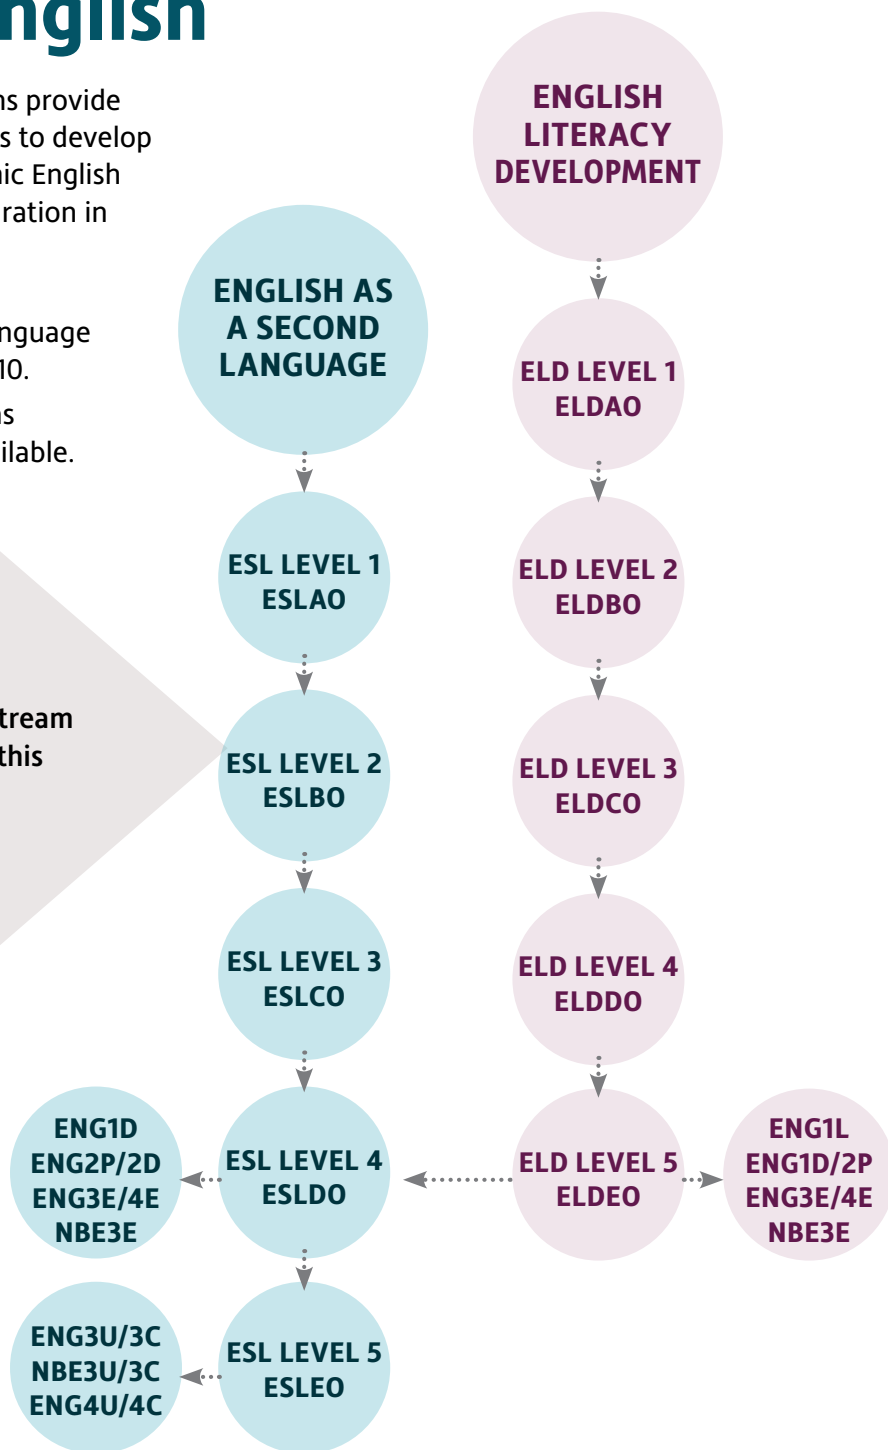 ns provide
s to develop
ic English
ration in
nguage
10.
ns
ilable.
tream
this
ENGLISH AS
A SECOND
LANGUAGE
ESL LEVEL 1
ESLAO
ESL LEVEL 2
ESLBO
ESL LEVEL 3
ESLCO
ESL LEVEL 4
ESLDO
ENG1D
ENG2P/2D
ENG3E/4E
NBE3E
ESL LEVEL 5
ESLEO
ENG3U/3C
NBE3U/3C
ENG4U/4C
ENGLISH
LITERACY
DEVELOPMENT
ELD LEVEL 1
ELDAO
ELD LEVEL 2
ELDBO
ELD LEVEL 3
ELDCO
ELD LEVEL 4
ELDDO
ELD LEVEL 5
ELDEO
ENG1L
ENG1D/2P
ENG3E/4E
NBE3E